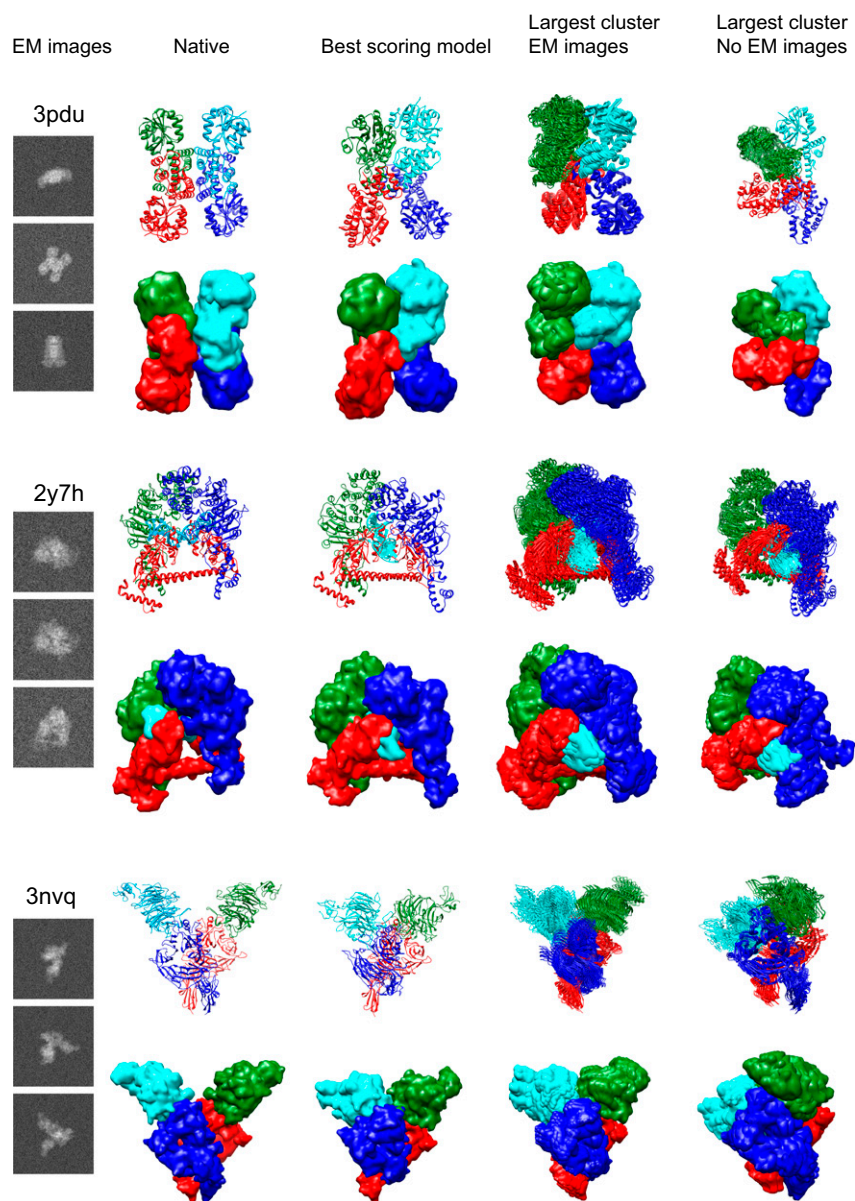 EM images
Native
Best scoring model
Largest cluster
EM images
Largest cluster
No EM images
3pdu
2y7h
3nvq